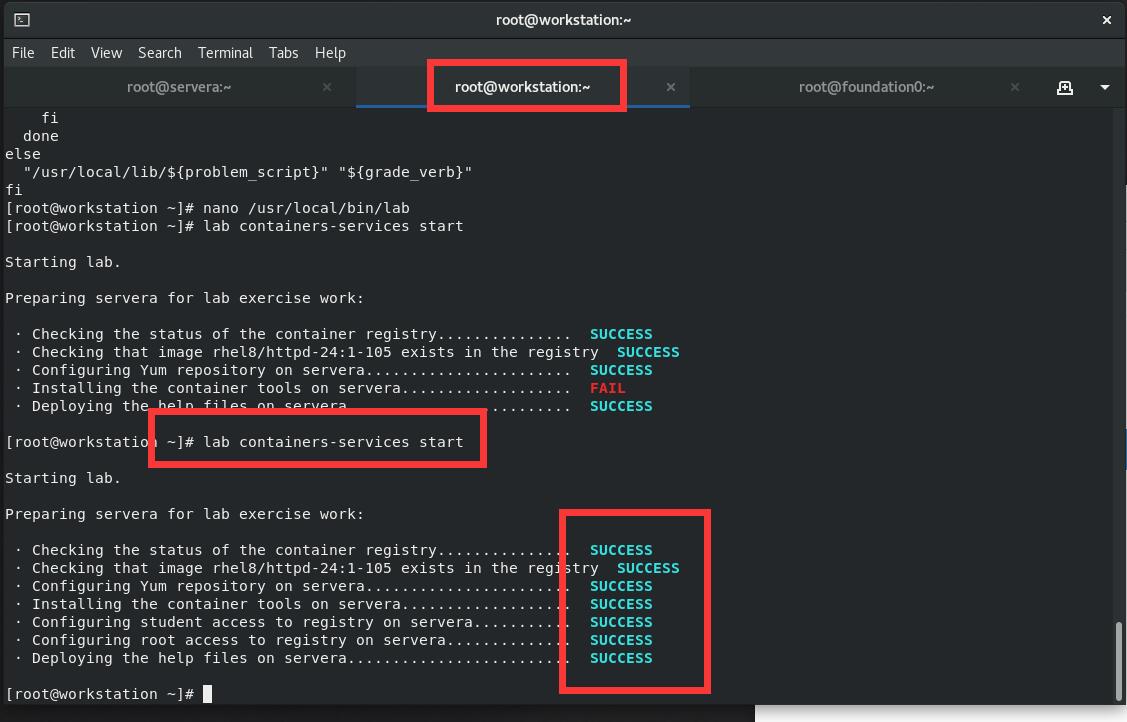 root@workstation:~
File Edit View Search Terminal Tabs Help
root@servera:~ root@workstation:~ root@foundation0:~
fi
done
else
"/usr/local/lib/${problem_script}" "${grade_verb}"
fi
[root@workstation ~]# nano /usr/local/bin/lab
[root@workstation ~]# lab containers-services start
Starting lab.
Preparing servera for lab exercise work:
· Checking the status of the container registry............... SUCCESS
· Checking that image rhel8/httpd-24:1-105 exists in the registry SUCCESS
· Configuring Yum repository on servera....................... SUCCESS
· Installing the container tools on servera................... FAIL
· Deploying the help files on servera......................... SUCCESS
[root@workstation ~]# lab containers-services start
Starting lab.
Preparing servera for lab exercise work:
· Checking the status of the container registry............... SUCCESS
· Checking that image rhel8/httpd-24:1-105 exists in the registry SUCCESS
· Configuring Yum repository on servera....................... SUCCESS
· Installing the container tools on servera................... SUCCESS
· Configuring student access to registry on servera........... SUCCESS
· Configuring root access to registry on servera.............. SUCCESS
· Deploying the help files on servera......................... SUCCESS
[root@workstation ~]#